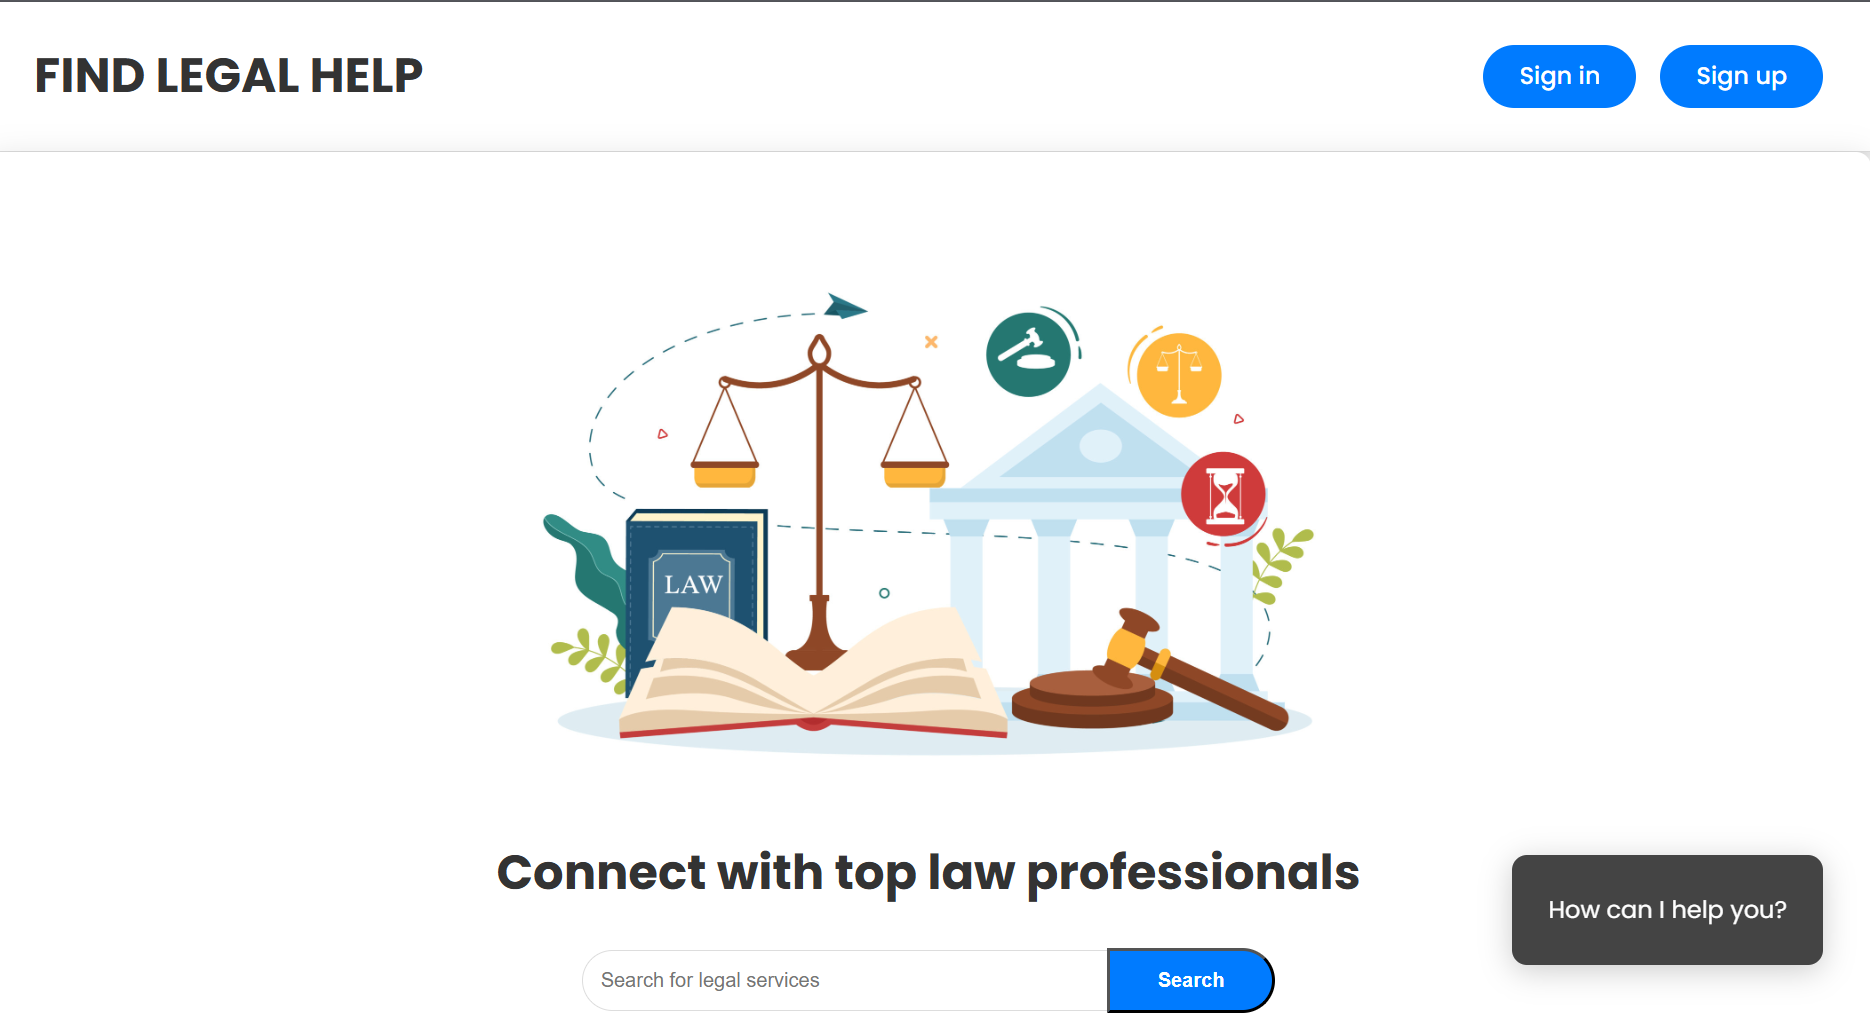 FIND LEGAL HELP
Sign in
Sign up
LAW
Connect with top law professionals
How can I help you?
Search for legal services
Search